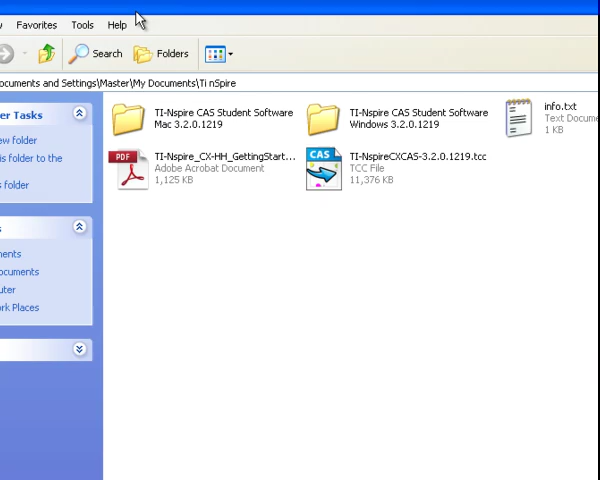 Favorites Tools Help
Search Folders
ocuments and Settings\Master\My Documents\Ti nSpire
er Tasks
ew folder
is folder to the
s folder
s
ments
ocuments
uter
rk Places
TI-Nspire CAS Student Software
Mac 3.2.0.1219
TI-Nspire CAS Student Software
Windows 3.2.0.1219
info.txt
Text Docume
1 KB
PDF
TI-Nspire_CX-HH_GettingStart...
Adobe Acrobat Document
1,125 KB
CAS
TI-NspireCXCAS-3.2.0.1219.tcc
TCC File
11,376 KB